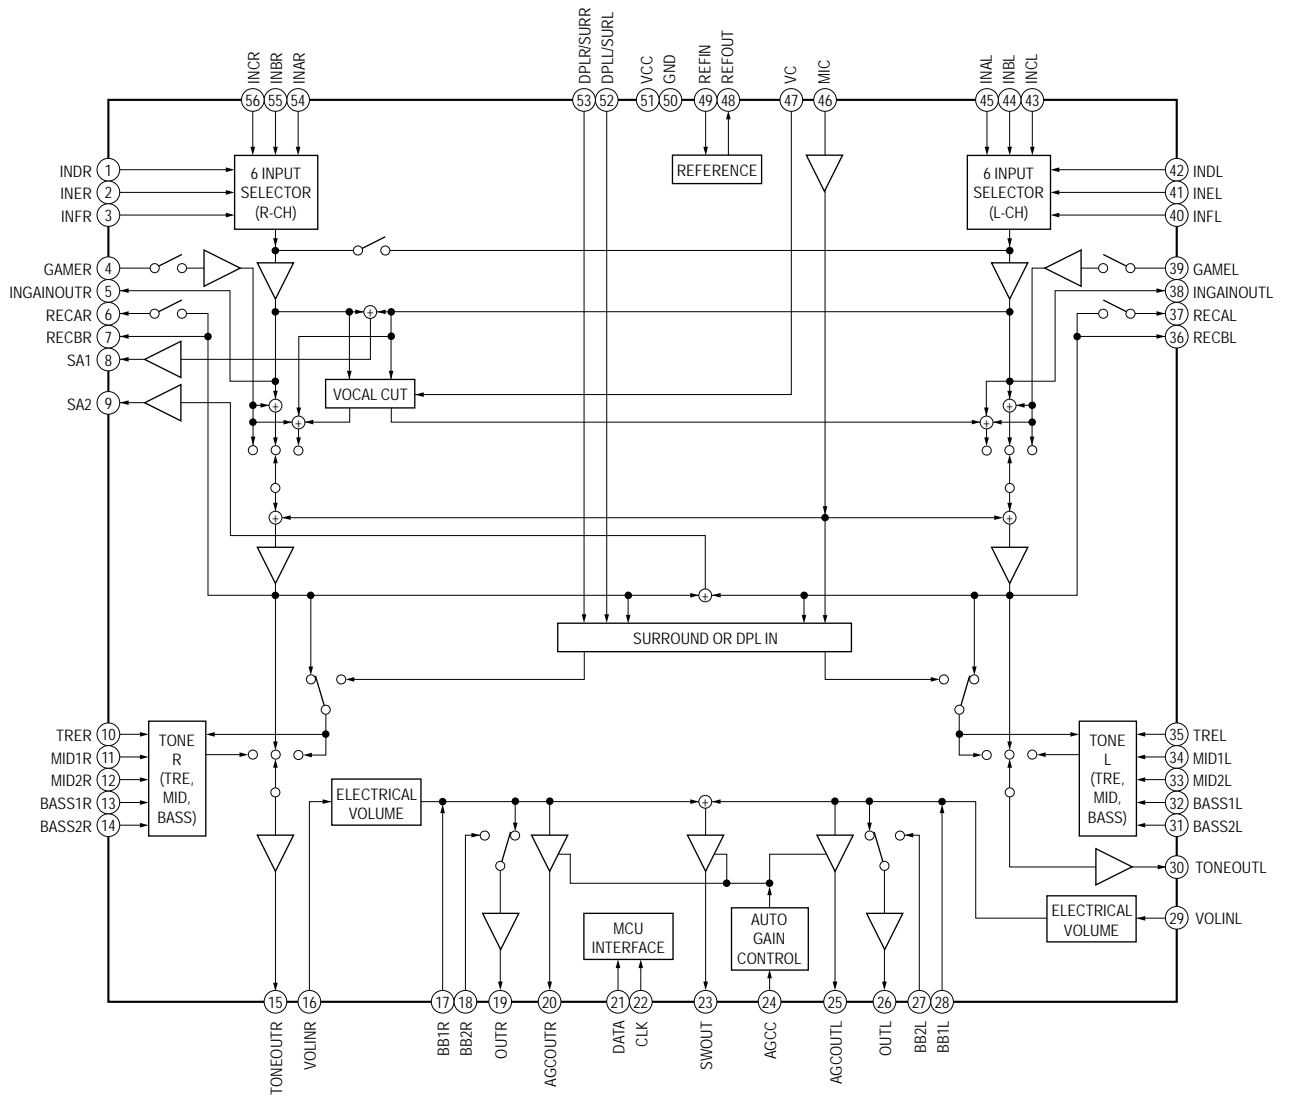 INCR
INBR
INAR
DPLR/SURR
DPLL/SURL
VCC
GND
REFIN
REFOUT
VC
MIC
INAL
INBL
INCL
56
55
54
53
52
51
50
49
48
47
46
45
44
43
INDR 1
INER 2
INFR 3
6 INPUT
SELECTOR
(R-CH)
REFERENCE
6 INPUT
SELECTOR
(L-CH)
42 INDL
41 INEL
40 INFL
GAMER 4
INGAINOUTR 5
RECAR 6
RECBR 7
SA1 8
SA2 9
39 GAMEL
38 INGAINOUTL
37 RECAL
36 RECBL
+
VOCAL CUT
+
+
+
+
+
+
+
SURROUND OR DPL IN
TRER 10
MID1R 11
MID2R 12
BASS1R 13
BASS2R 14
TONE
R
(TRE,
MID,
BASS)
TONE
L
(TRE,
MID,
BASS)
35 TREL
34 MID1L
33 MID2L
32 BASS1L
31 BASS2L
ELECTRICAL
VOLUME
+
30 TONEOUTL
ELECTRICAL
VOLUME
29 VOLINL
MCU
INTERFACE
AUTO
GAIN
CONTROL
15
16
17
18
19
20
21
22
23
24
25
26
27
28
TONEOUTR
VOLINR
BB1R
BB2R
OUTR
AGCOUTR
DATA
CLK
SWOUT
AGCC
AGCOUTL
OUTL
BB2L
BB1L